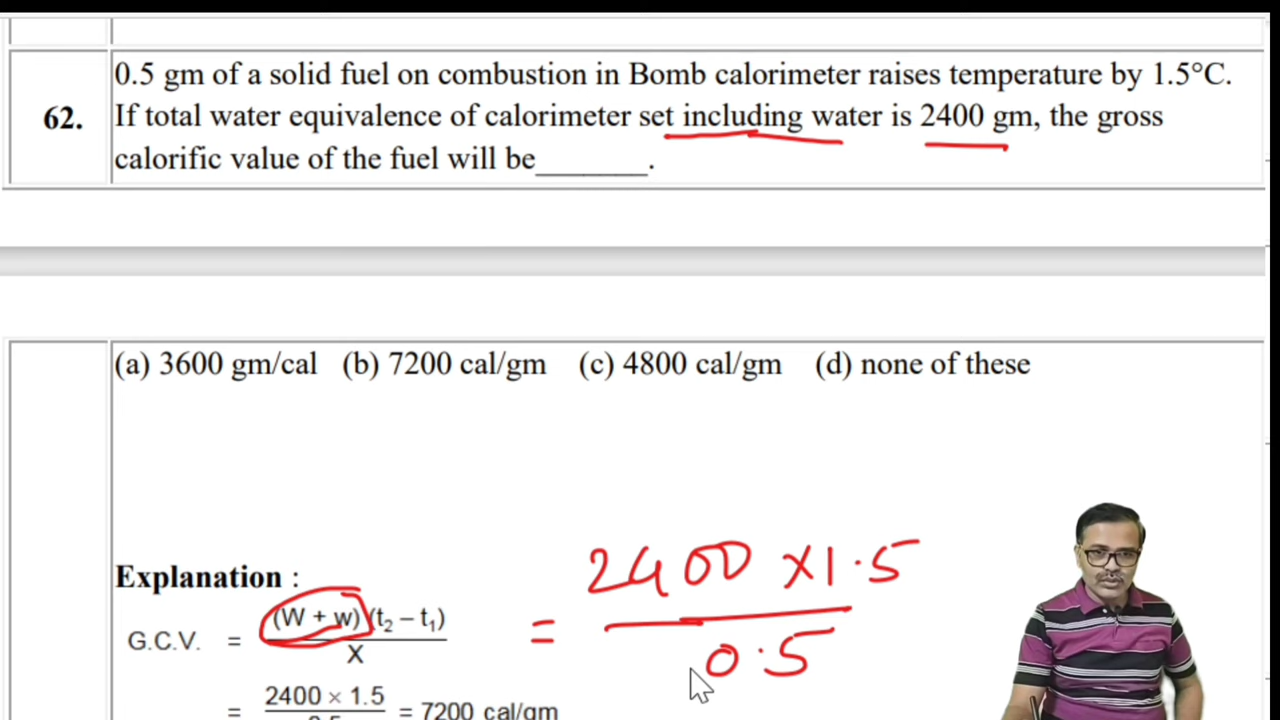 0.5 gm of a solid fuel on combustion in Bomb calorimeter raises temperature by 1.5°C.
62. If total water equivalence of calorimeter set including water is 2400 gm, the gross
calorific value of the fuel will be_______.
(a) 3600 gm/cal (b) 7200 cal/gm (c) 4800 cal/gm (d) none of these
Explanation :
G.C.V. = (W + w)(t₂ – t₁)
X
= 2400 × 1.5
0.5
= 2400 × 1.5 = 7200 cal/gm